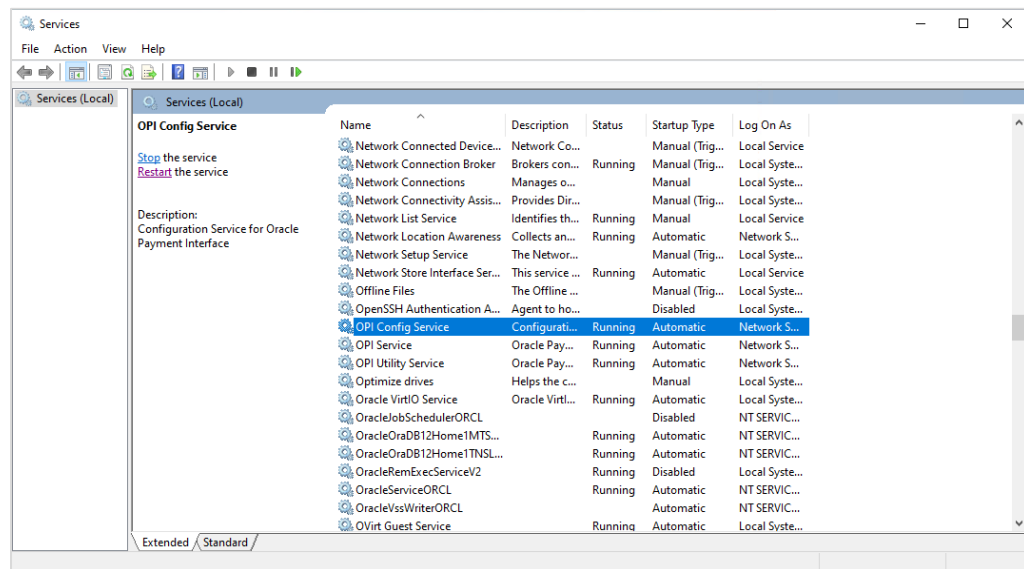 Services
File Action View Help
Services (Local)
Services (Local)
OPI Config Service
Stop the service
Restart the service
Description:
Configuration Service for Oracle
Payment Interface
Name Description Status Startup Type Log On As
Network Connected Device... Network Co... Manual (Trig... Local Service
Network Connection Broker Brokers con... Running Manual (Trig... Local Syste...
Network Connections Manages o... Manual Local Syste...
Network Connectivity Assis... Provides Dir... Manual (Trig... Local Syste...
Network List Service Identifies th... Running Manual Local Service
Network Location Awareness Collects an... Running Automatic Network S...
Network Setup Service The Networ... Manual (Trig... Local Syste...
Network Store Interface Ser... This service ... Running Automatic Local Service
Offline Files The Offline ... Manual (Trig... Local Syste...
OpenSSH Authentication A... Agent to ho... Disabled Local Syste...
OPI Config Service Configurati... Running Automatic Network S...
OPI Service Oracle Pay... Running Automatic Network S...
OPI Utility Service Oracle Pay... Running Automatic Network S...
Optimize drives Helps the c... Manual Local Syste...
Oracle VirtIO Service Oracle VirtI... Running Automatic Local Syste...
OracleJobSchedulerORCL Disabled NT SERVIC...
OracleOraDB12Home1MTS... Running Automatic NT SERVIC...
OracleOraDB12Home1TNSL... Running Automatic NT SERVIC...
OracleRemExecServiceV2 Running Disabled Local Syste...
OracleServiceORCL Running Automatic NT SERVIC...
OracleVssWriterORCL Automatic NT SERVIC...
OVirt Guest Service Running Automatic Local Syste...
Extended Standard